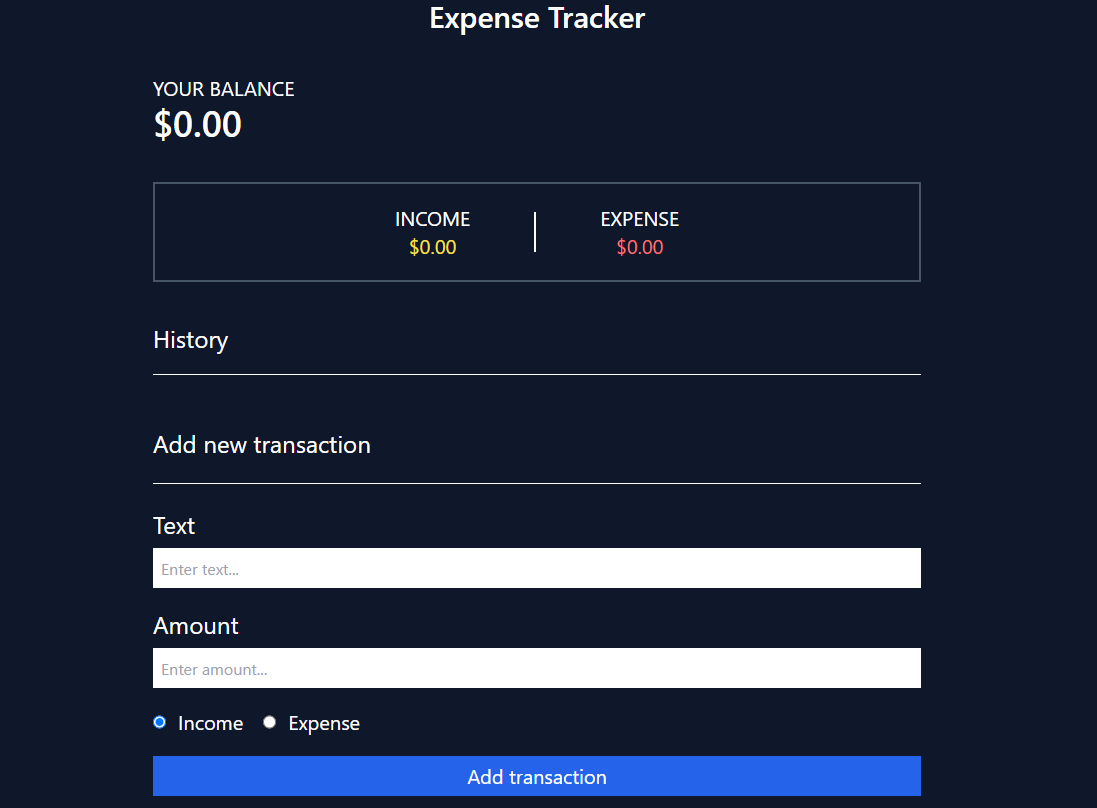 Expense Tracker
YOUR BALANCE
$0.00
INCOME EXPENSE
$0.00 $0.00
History
Add new transaction
Text
Enter text...
Amount
Enter amount...
Income Expense
Add transaction